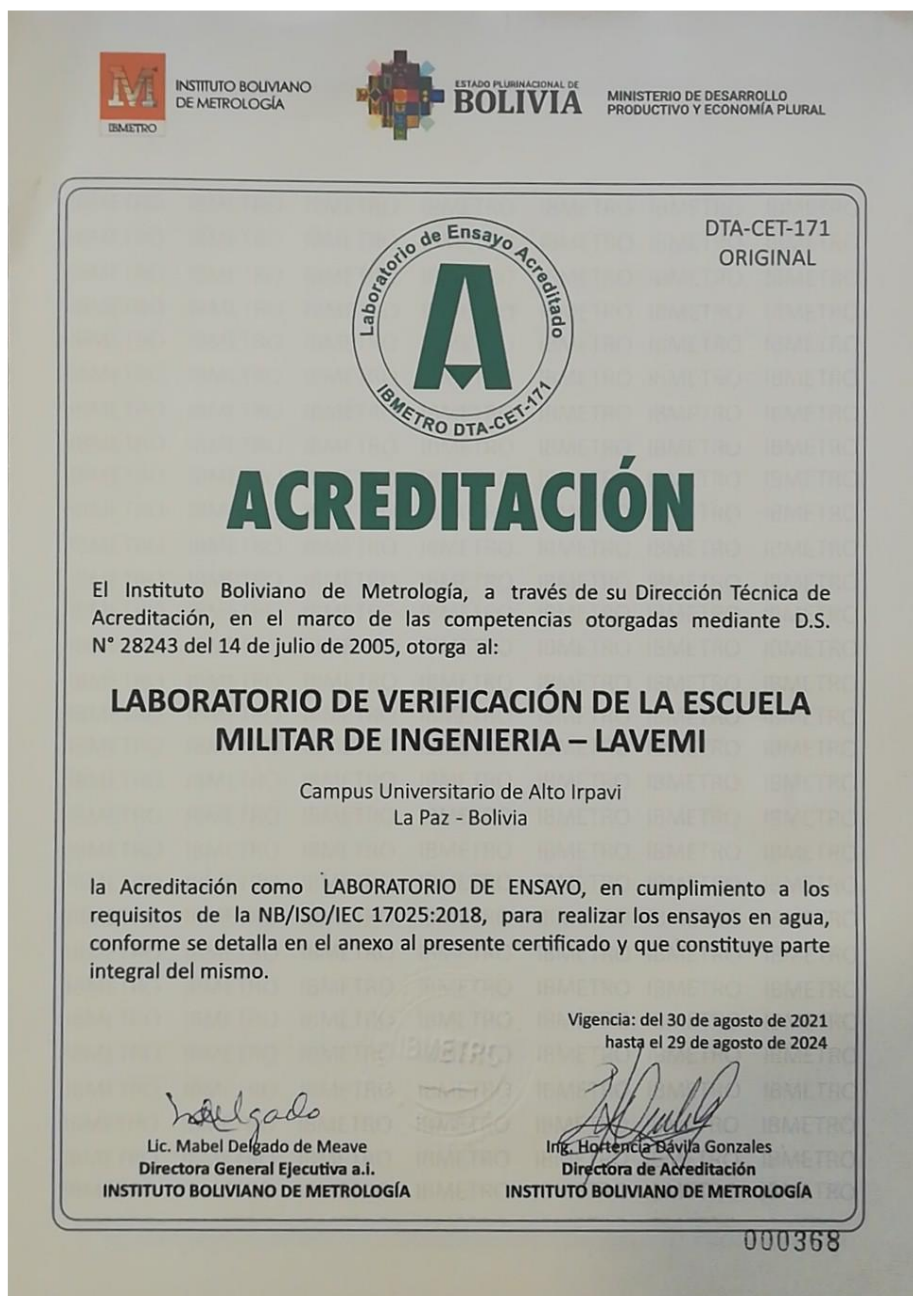 IBMETRO
INSTITUTO BOLIVIANO
DE METROLOGÍA
ESTADO PLURINACIONAL DE
BOLIVIA
MINISTERIO DE DESARROLLO
PRODUCTIVO Y ECONOMÍA PLURAL
DTA-CET-171
ORIGINAL
Laboratorio de Ensayo Acreditado
IBMETRO DTA-CET-171
ACREDITACIÓN
El Instituto Boliviano de Metrología, a través de su Dirección Técnica de
Acreditación, en el marco de las competencias otorgadas mediante D.S.
N° 28243 del 14 de julio de 2005, otorga al:
LABORATORIO DE VERIFICACIÓN DE LA ESCUELA
MILITAR DE INGENIERIA – LAVEMI
Campus Universitario de Alto Irpavi
La Paz - Bolivia
la Acreditación como LABORATORIO DE ENSAYO, en cumplimiento a los
requisitos de la NB/ISO/IEC 17025:2018, para realizar los ensayos en agua,
conforme se detalla en el anexo al presente certificado y que constituye parte
integral del mismo.
Vigencia: del 30 de agosto de 2021
hasta el 29 de agosto de 2024
IBMETRO
Lic. Mabel Delgado de Meave
Directora General Ejecutiva a.i.
INSTITUTO BOLIVIANO DE METROLOGÍA
Ing. Hortencia Dávila Gonzales
Directora de Acreditación
INSTITUTO BOLIVIANO DE METROLOGÍA
000368